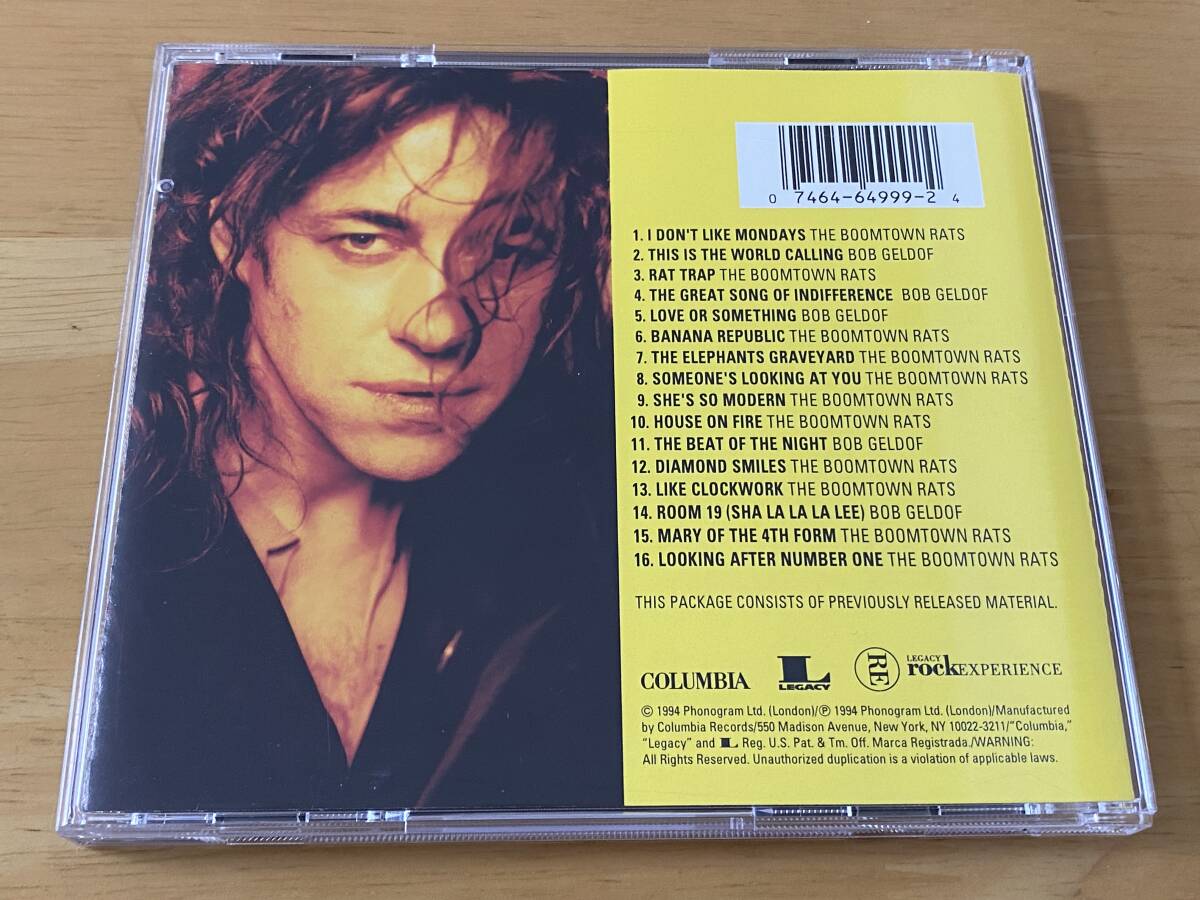 0 7464-64999-2 4
1. I DON'T LIKE MONDAYS THE BOOMTOWN RATS
2. THIS IS THE WORLD CALLING BOB GELDOF
3. RAT TRAP THE BOOMTOWN RATS
4. THE GREAT SONG OF INDIFFERENCE BOB GELDOF
5. LOVE OR SOMETHING BOB GELDOF
6. BANANA REPUBLIC THE BOOMTOWN RATS
7. THE ELEPHANTS GRAVEYARD THE BOOMTOWN RATS
8. SOMEONE'S LOOKING AT YOU THE BOOMTOWN RATS
9. SHE'S SO MODERN THE BOOMTOWN RATS
10. HOUSE ON FIRE THE BOOMTOWN RATS
11. THE BEAT OF THE NIGHT BOB GELDOF
12. DIAMOND SMILES THE BOOMTOWN RATS
13. LIKE CLOCKWORK THE BOOMTOWN RATS
14. ROOM 19 (SHA LA LA LA LEE) BOB GELDOF
15. MARY OF THE 4TH FORM THE BOOMTOWN RATS
16. LOOKING AFTER NUMBER ONE THE BOOMTOWN RATS
THIS PACKAGE CONSISTS OF PREVIOUSLY RELEASED MATERIAL.
COLUMBIA
L
LEGACY
RE
LEGACY
rockEXPERIENCE
© 1994 Phonogram Ltd. (London)/℗ 1994 Phonogram Ltd. (London)/Manufactured
by Columbia Records/550 Madison Avenue, New York, NY 10022-3211/"Columbia,"
"Legacy" and L Reg. U.S. Pat. & Tm. Off. Marca Registrada./WARNING:
All Rights Reserved. Unauthorized duplication is a violation of applicable laws.